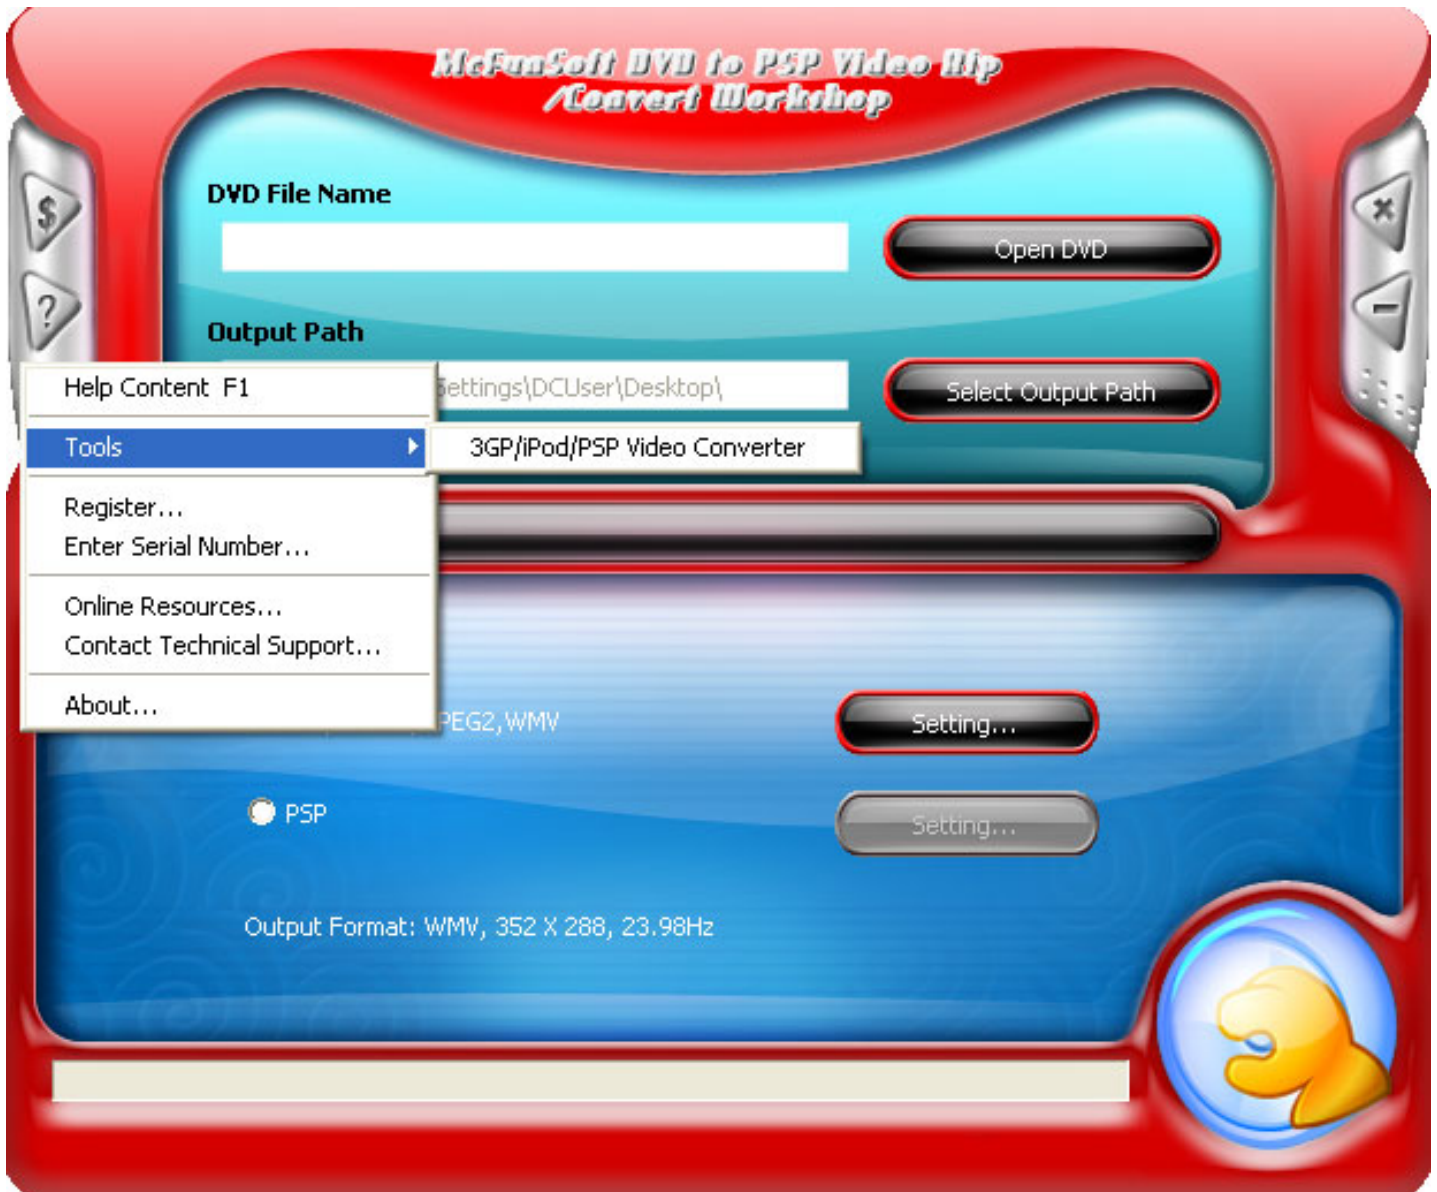 McFunSoft DVD to PSP Video Rip
/Convert Workshop
$
DVD File Name
Open DVD
?
Output Path
Settings\DCUser\Desktop\
Select Output Path
Help Content F1
Tools
3GP/iPod/PSP Video Converter
Register...
Enter Serial Number...
Online Resources...
Contact Technical Support...
About...
PEG2,WMV
Setting...
PSP
Setting...
Output Format: WMV, 352 X 288, 23.98Hz